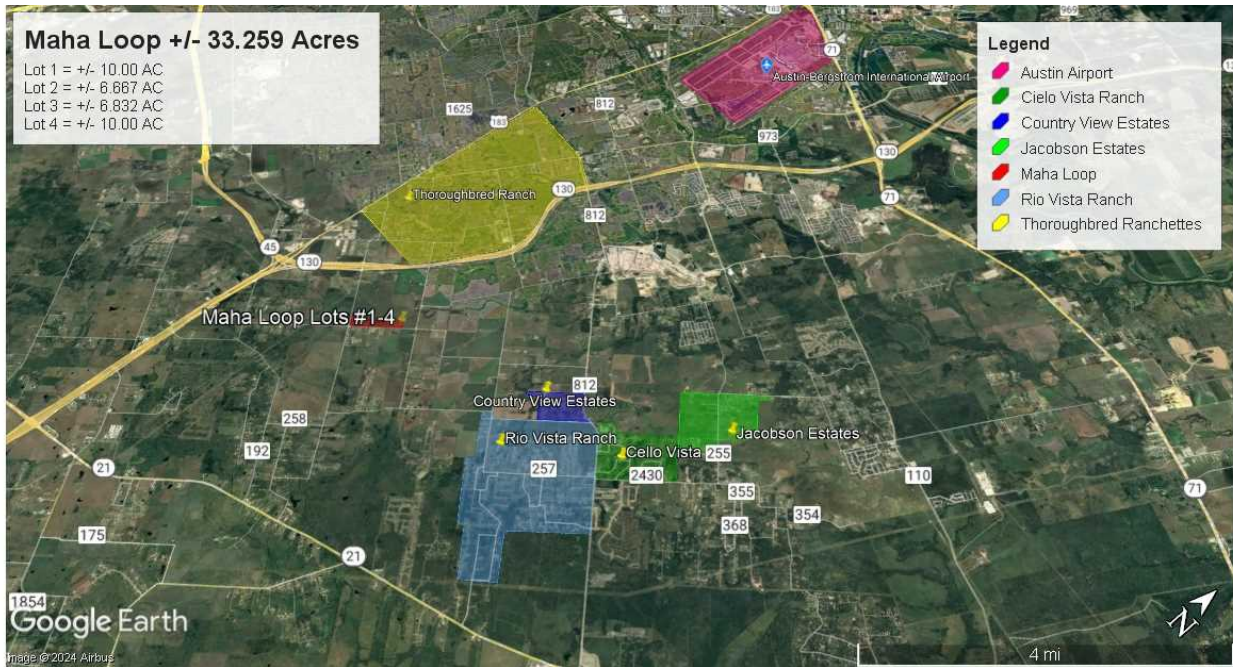 Maha Loop +/- 33.259 Acres
Lot 1 = +/- 10.00 AC
Lot 2 = +/- 6.667 AC
Lot 3 = +/- 6.832 AC
Lot 4 = +/- 10.00 AC
Legend
Austin Airport
Cielo Vista Ranch
Country View Estates
Jacobson Estates
Maha Loop
Rio Vista Ranch
Thoroughbred Ranchettes
183
969
71
Austin-Bergstrom International Airport
1625
183
812
973
130
130
Thoroughbred Ranch
812
71
45
130
Maha Loop Lots #1-4
812
Country View Estates
258
Rio Vista Ranch
Jacobson Estates
192
Cello Vista
255
21
257
2430
110
355
71
354
368
175
21
1854
Google Earth
Image © 2024 Airbus
N
4 mi